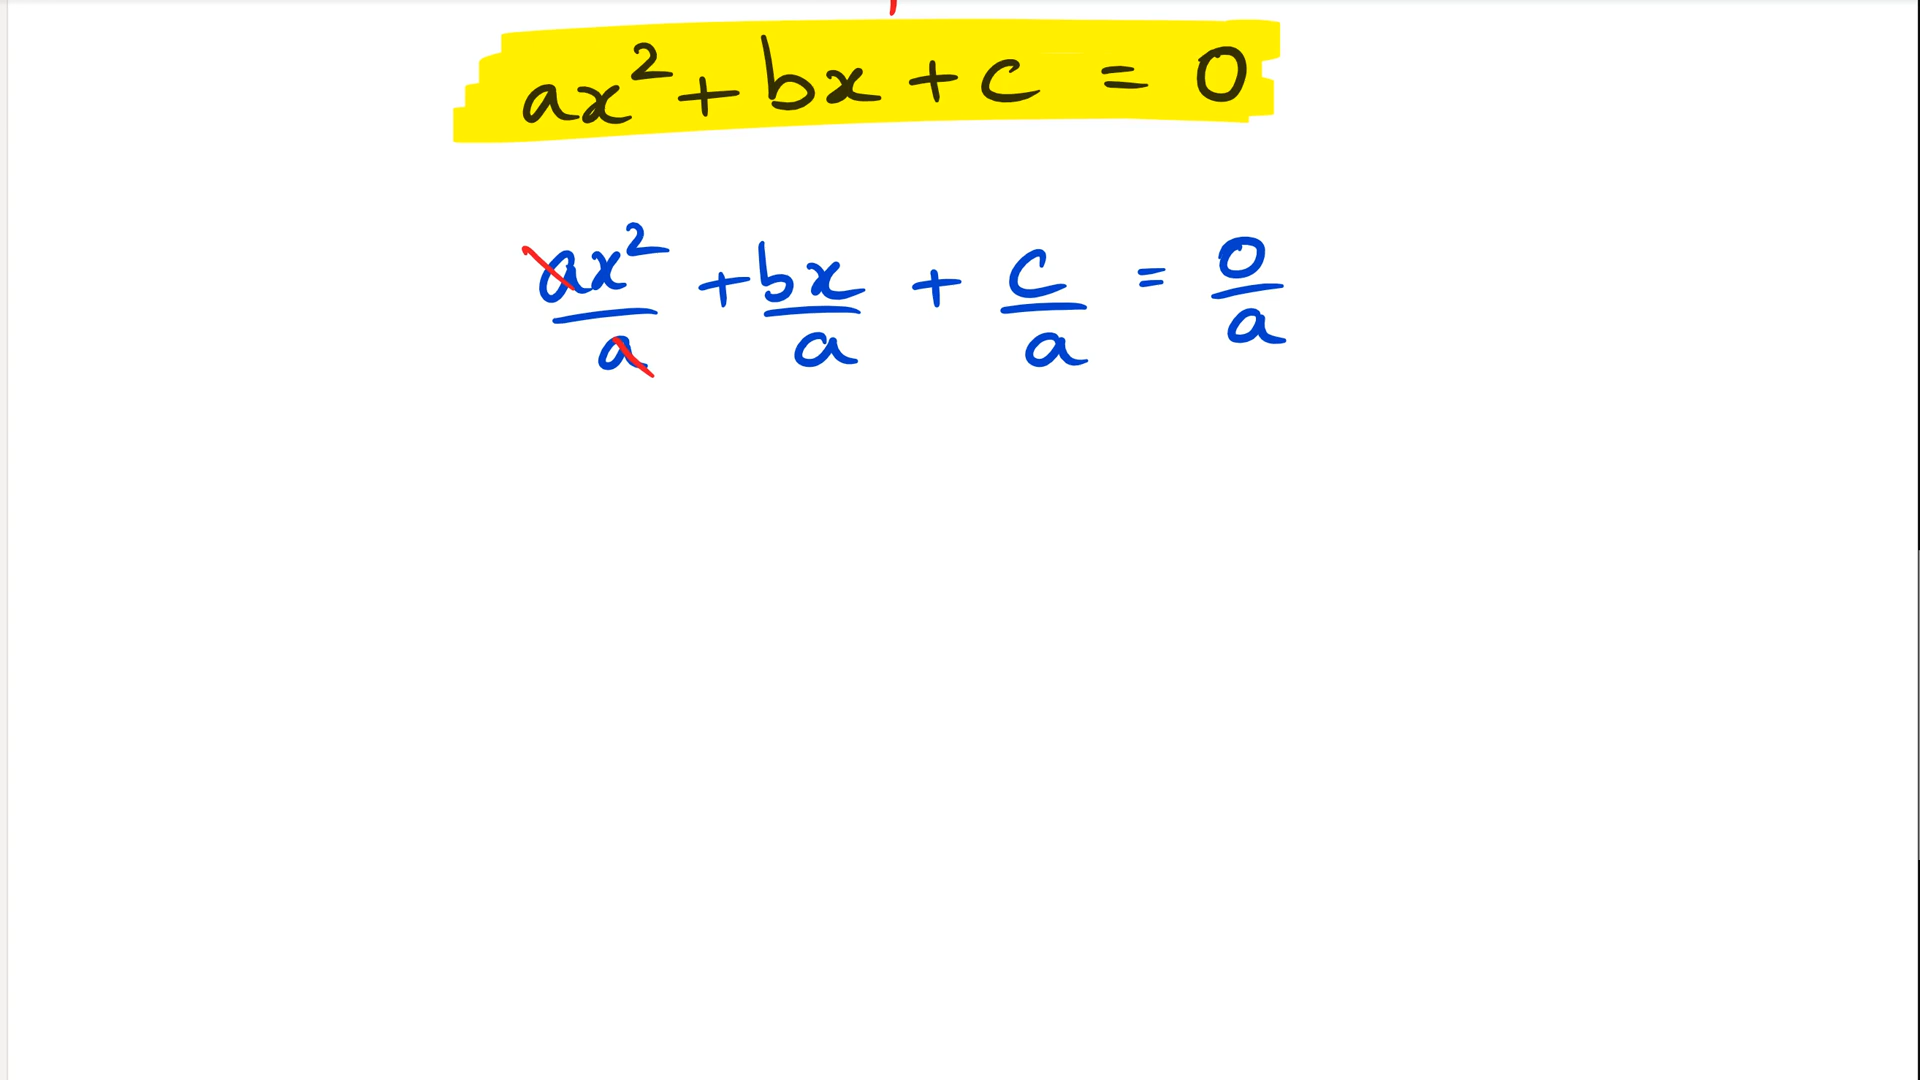 ax² + bx + c = 0
ax²/a + bx/a + c/a = 0/a